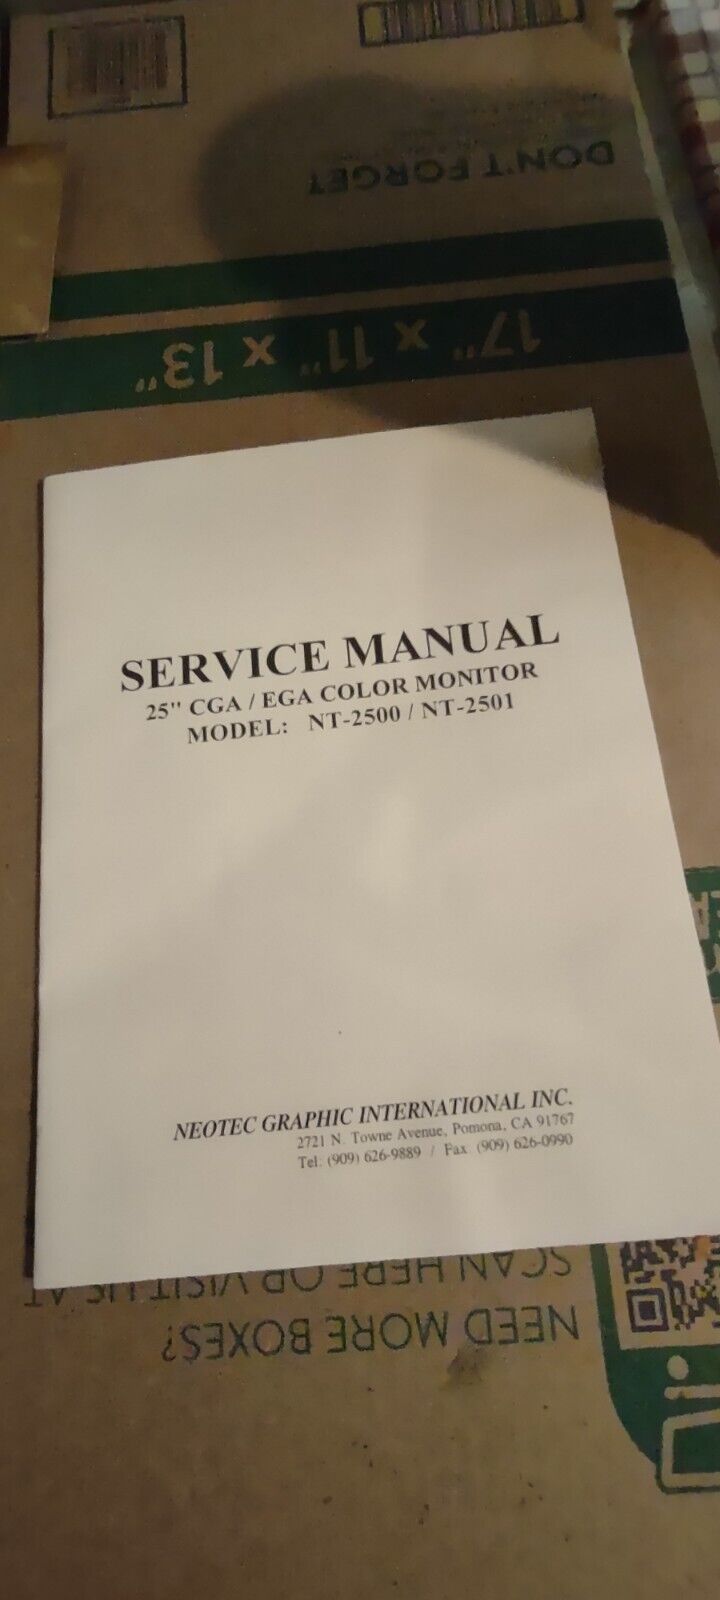 DON'T FORGET
17" x 11" x 13"
SERVICE MANUAL
25" CGA / EGA COLOR MONITOR
MODEL: NT-2500 / NT-2501
NEOTEC GRAPHIC INTERNATIONAL INC.
2721 N. Towne Avenue, Pomona, CA 91767
Tel: (909) 626-9889 / Fax (909) 626-0990
SCAN HERE OR VISIT US AT
NEED MORE BOXES?